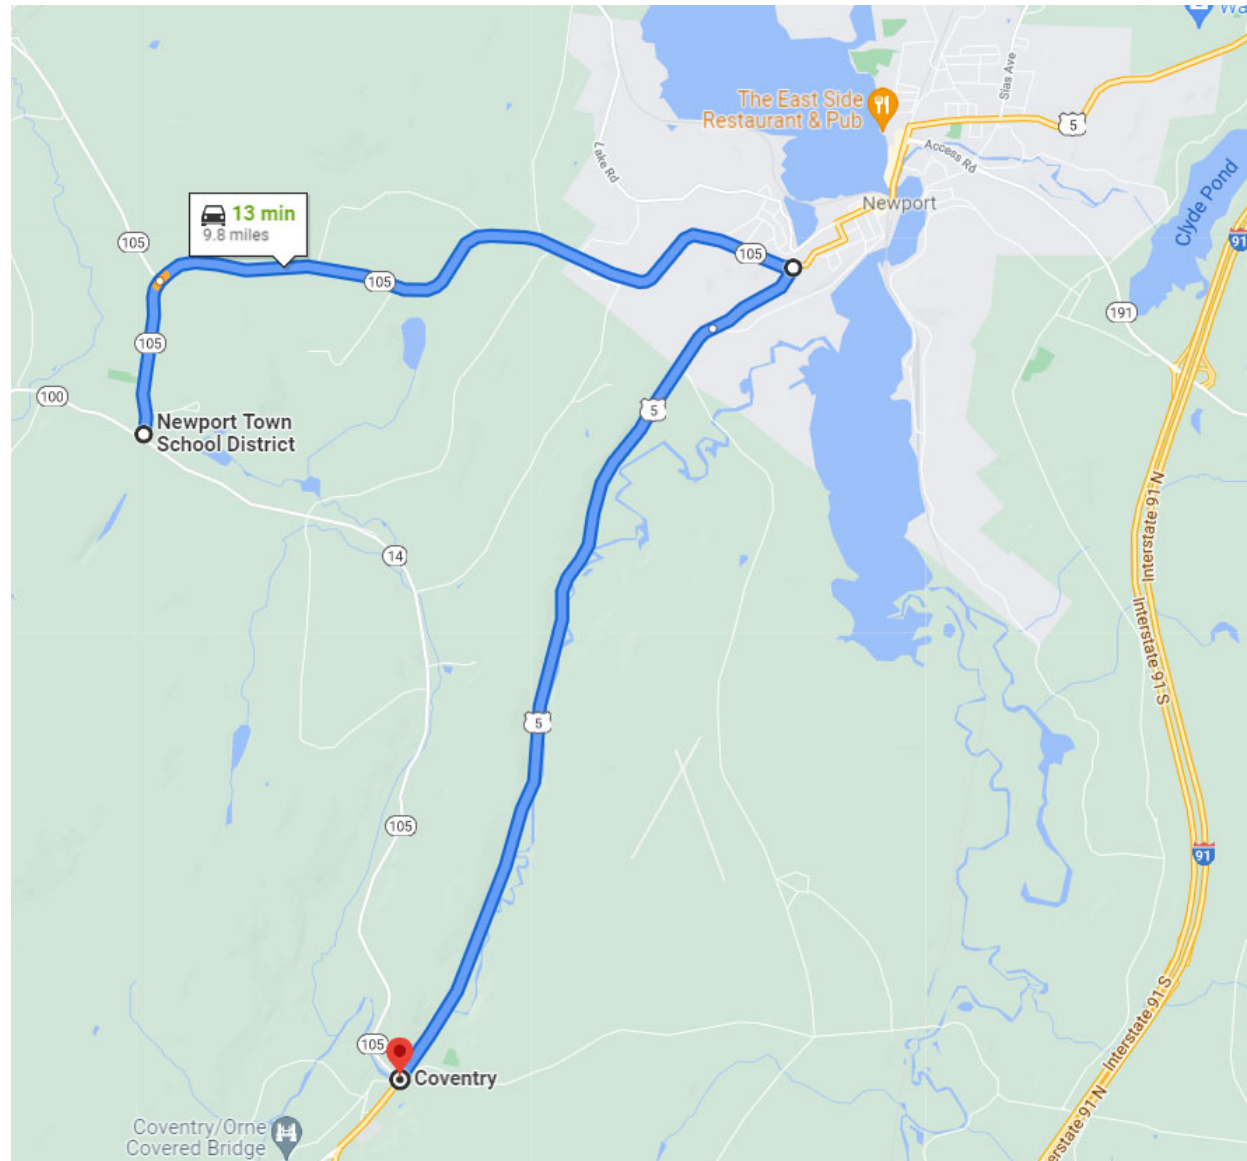 Wa
The East Side
Restaurant & Pub
Sias Ave
5
Access Rd
Lake Rd
Newport
Clyde Pond
91
13 min
9.8 miles
105
105
105
105
191
100
Newport Town
School District
5
14
Interstate 91 N
Interstate 91 S
5
105
91
105
Coventry
Interstate 91 S
Interstate 91 N
Coventry/Orne
Covered Bridge